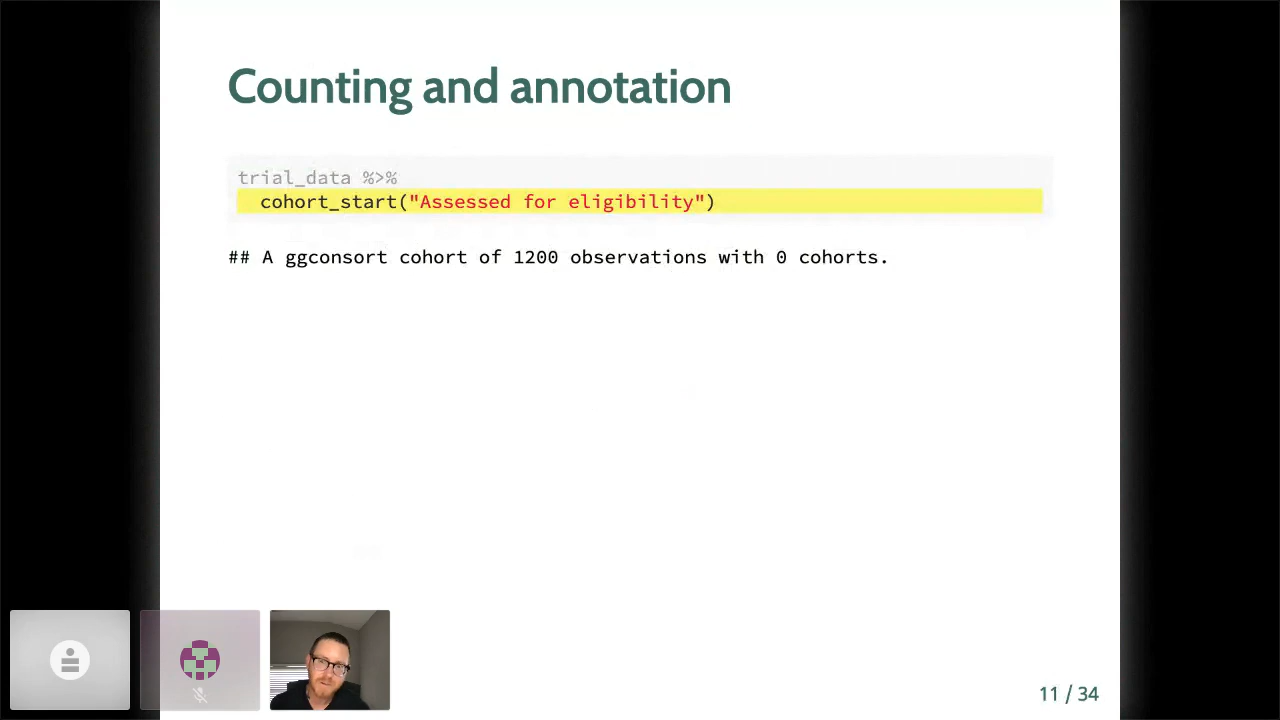 Counting and annotation
trial_data %>%
cohort_start("Assessed for eligibility")
## A ggconsort cohort of 1200 observations with 0 cohorts.
11 / 34